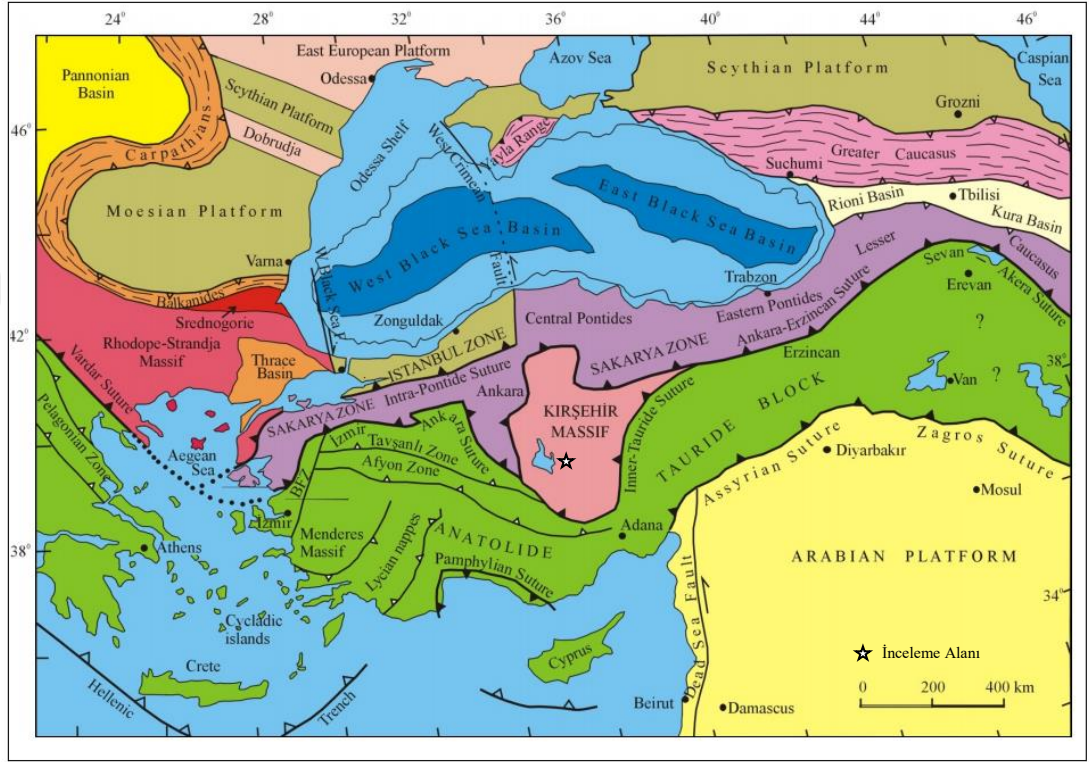 24° 28° 32° 36° 40° 44° 46°
East European Platform
Azov Sea
Caspian
Sea
Pannonian
Basin
Odessa
Scythian Platform
Scythian Platform
Grozni
46°
Carpathians
Dobrudja
Odessa Shelf
West Crimean
Fault
Yayla Range
Greater Caucasus
Suchumi
Moesian Platform
East Black Sea Basin
Rioni Basin
Tbilisi
Kura Basin
West Black Sea Basin
Varna
W. Black Sea F.
Lesser
Caucasus
Sevan
Akera Suture
Erevan
Balkanides
Trabzon
Srednogorie
Zonguldak
Central Pontides
Eastern Pontides
42°
Rhodope-Strandja
Massif
Thrace
Basin
ISTANBUL ZONE
SAKARYA ZONE
Ankara-Erzincan Suture
Erzincan
?
38°
Vardar Suture
Intra-Pontide Suture
Ankara
SAKARYA ZONE
KIRŞEHİR
MASSIF
Van
?
Pelagonian Zone
İzmir
Ankara Suture
Tavşanlı Zone
Afyon Zone
Inner-Tauride Suture
TAURIDE BLOCK
Aegean
Sea
BFZ
Assyrian Suture
Zagros Suture
Diyarbakır
Mosul
İzmir
Adana
38°
Athens
Menderes
Massif
Lycian nappes
ANATOLIDE
Pamphylian Suture
ARABIAN PLATFORM
34°
Cycladic
islands
Dead Sea Fault
Cyprus
İnceleme Alanı
Crete
0 200 400 km
Hellenic
Trench
Beirut
Damascus